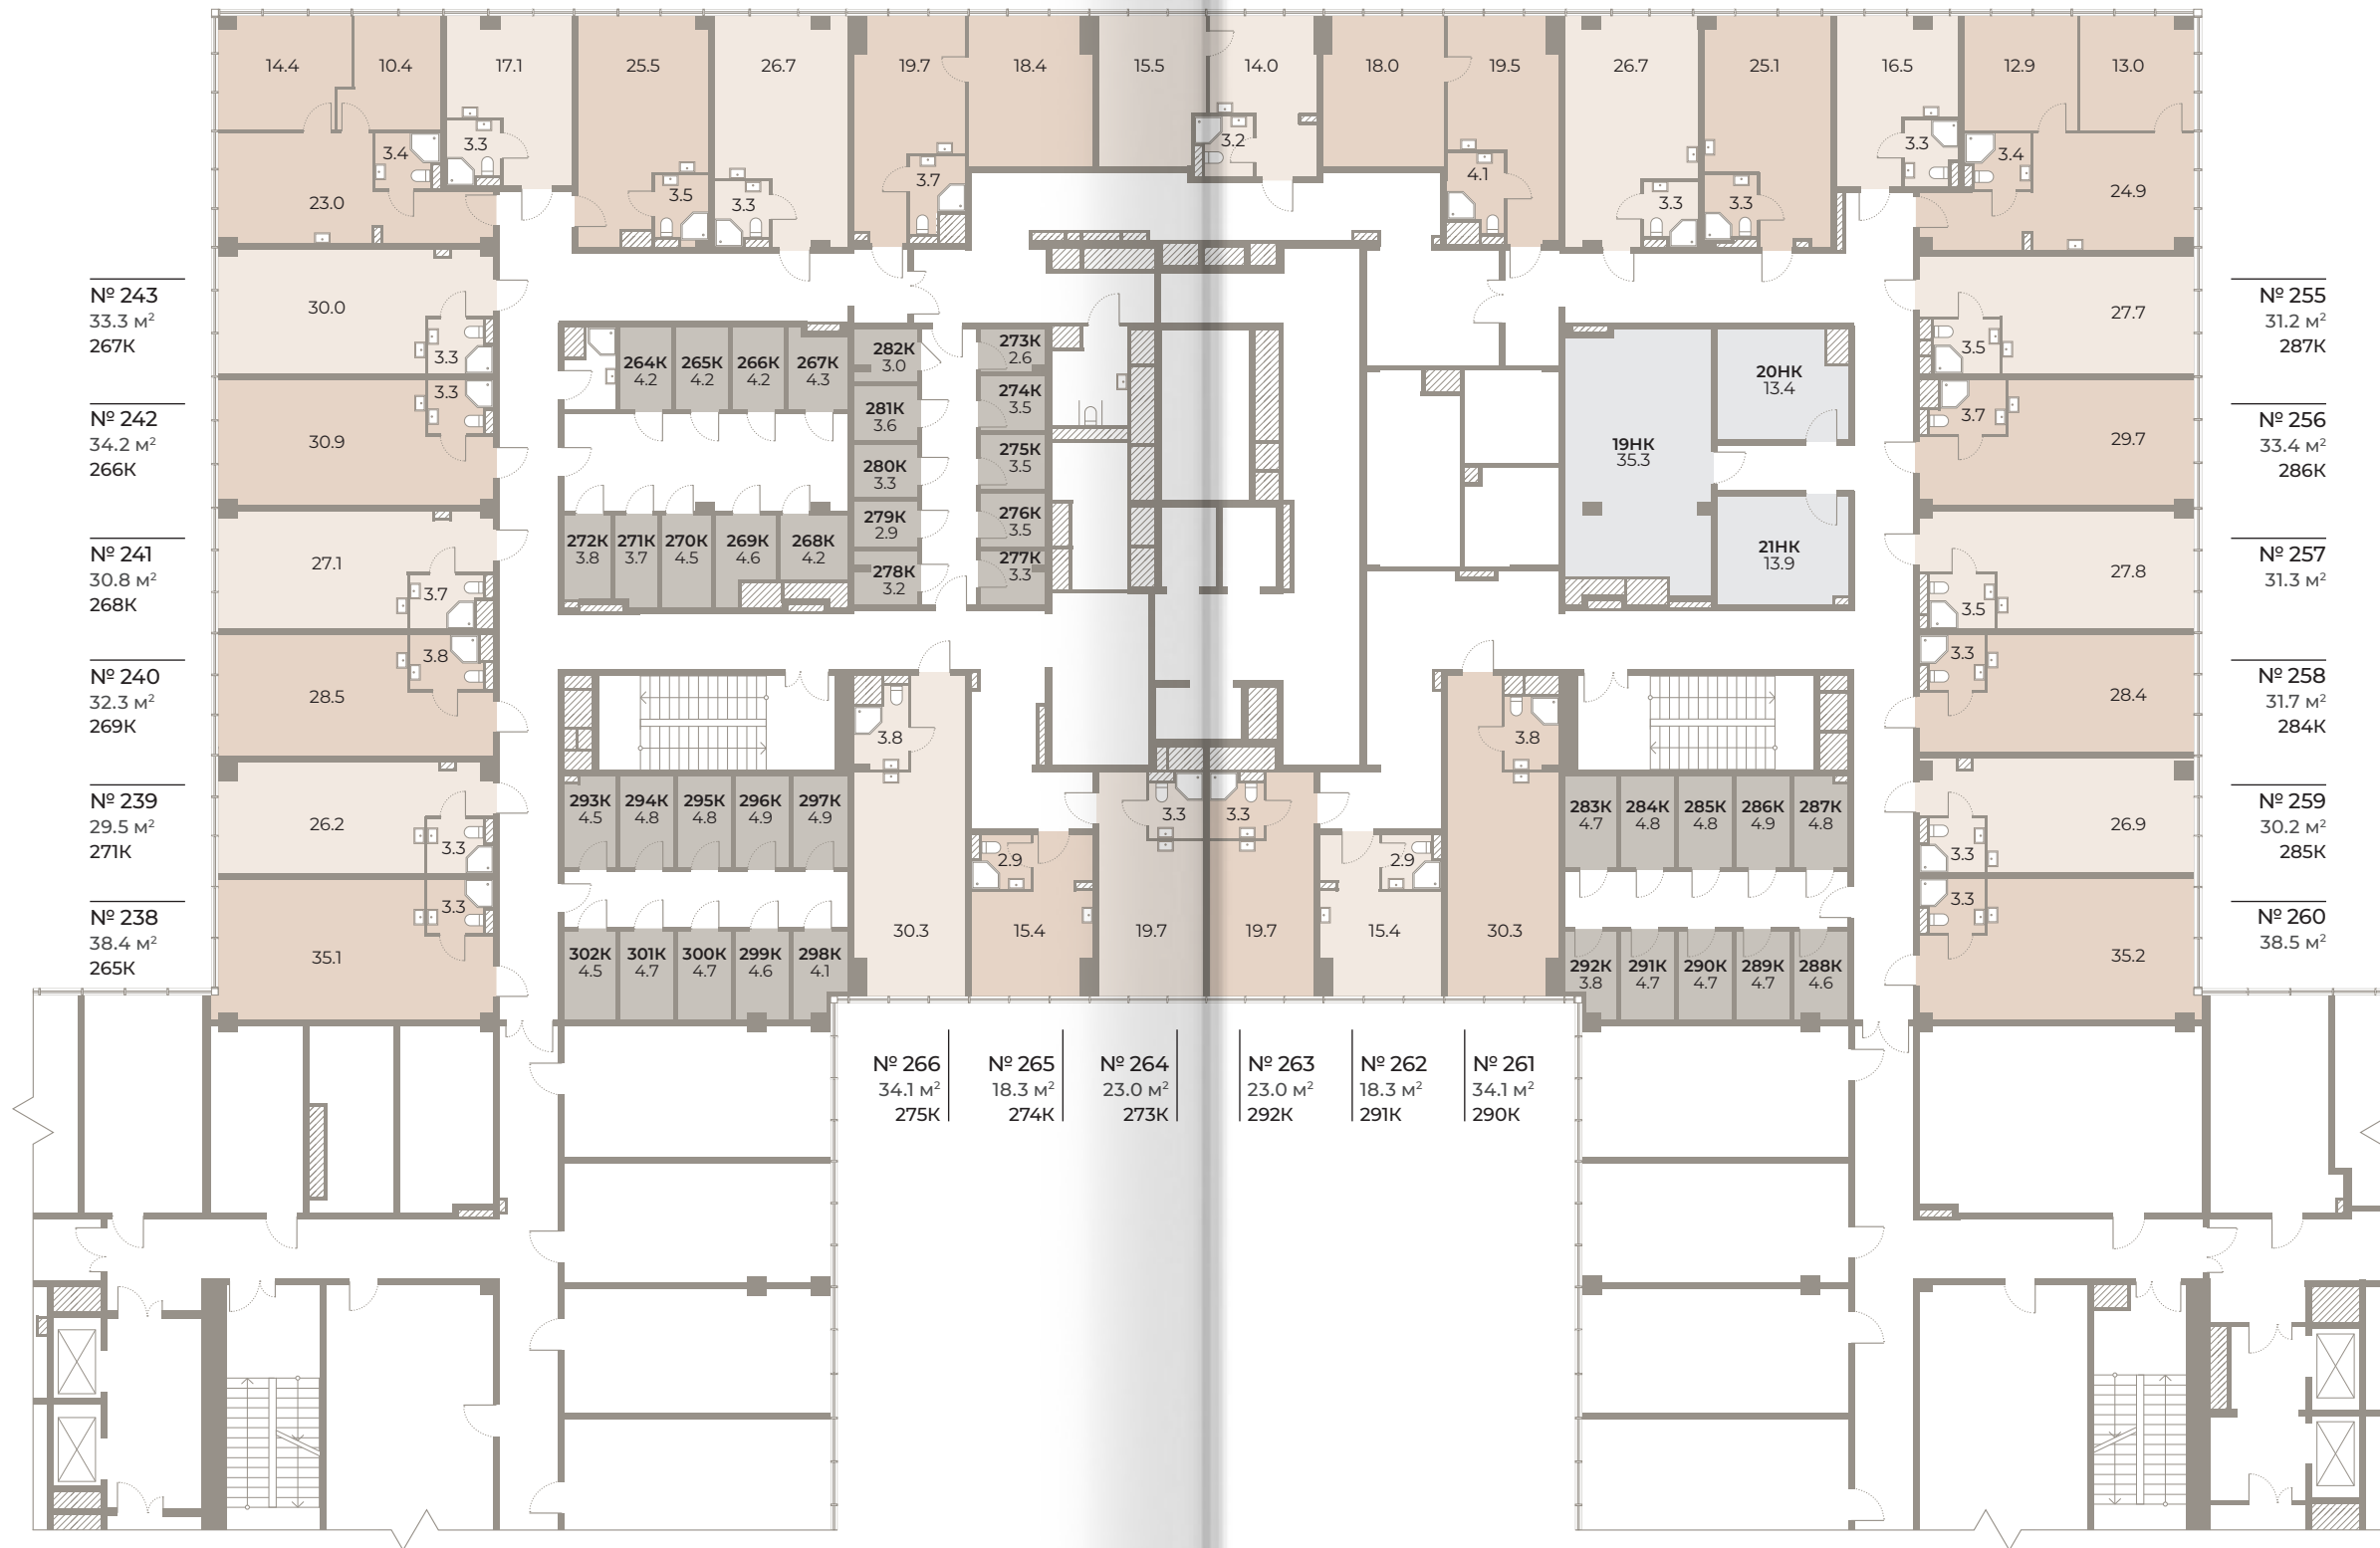 14.4
10.4
17.1
25.5
26.7
19.7
18.4
15.5
14.0
18.0
19.5
26.7
25.1
16.5
12.9
13.0
3.4
3.3
3.5
3.3
3.7
3.2
4.1
3.3
3.3
3.3
3.4
23.0
24.9
№ 243
33.3 м²
267К
30.0
3.3
№ 242
34.2 м²
266К
3.3
30.9
№ 241
30.8 м²
268К
27.1
3.7
№ 240
32.3 м²
269К
3.8
28.5
№ 239
29.5 м²
271К
26.2
3.3
№ 238
38.4 м²
265К
3.3
35.1
264К
4.2
265К
4.2
266К
4.2
267К
4.3
272К
3.8
271К
3.7
270К
4.5
269К
4.6
268К
4.2
282К
3.0
281К
3.6
280К
3.3
279К
2.9
278К
3.2
273К
2.6
274К
3.5
275К
3.5
276К
3.5
277К
3.3
19НК
35.3
20НК
13.4
21НК
13.9
27.7
3.5
№ 255
31.2 м²
287К
3.7
29.7
№ 256
33.4 м²
286К
27.8
3.5
№ 257
31.3 м²
3.3
28.4
№ 258
31.7 м²
284К
26.9
3.3
№ 259
30.2 м²
285К
3.3
35.2
№ 260
38.5 м²
293К
4.5
294К
4.8
295К
4.8
296К
4.9
297К
4.9
302К
4.5
301К
4.7
300К
4.7
299К
4.6
298К
4.1
3.8
30.3
2.9
15.4
3.3
19.7
3.3
19.7
2.9
15.4
3.8
30.3
283К
4.7
284К
4.8
285К
4.8
286К
4.9
287К
4.8
292К
3.8
291К
4.7
290К
4.7
289К
4.7
288К
4.6
№ 266
34.1 м²
275К
№ 265
18.3 м²
274К
№ 264
23.0 м²
273К
№ 263
23.0 м²
292К
№ 262
18.3 м²
291К
№ 261
34.1 м²
290К